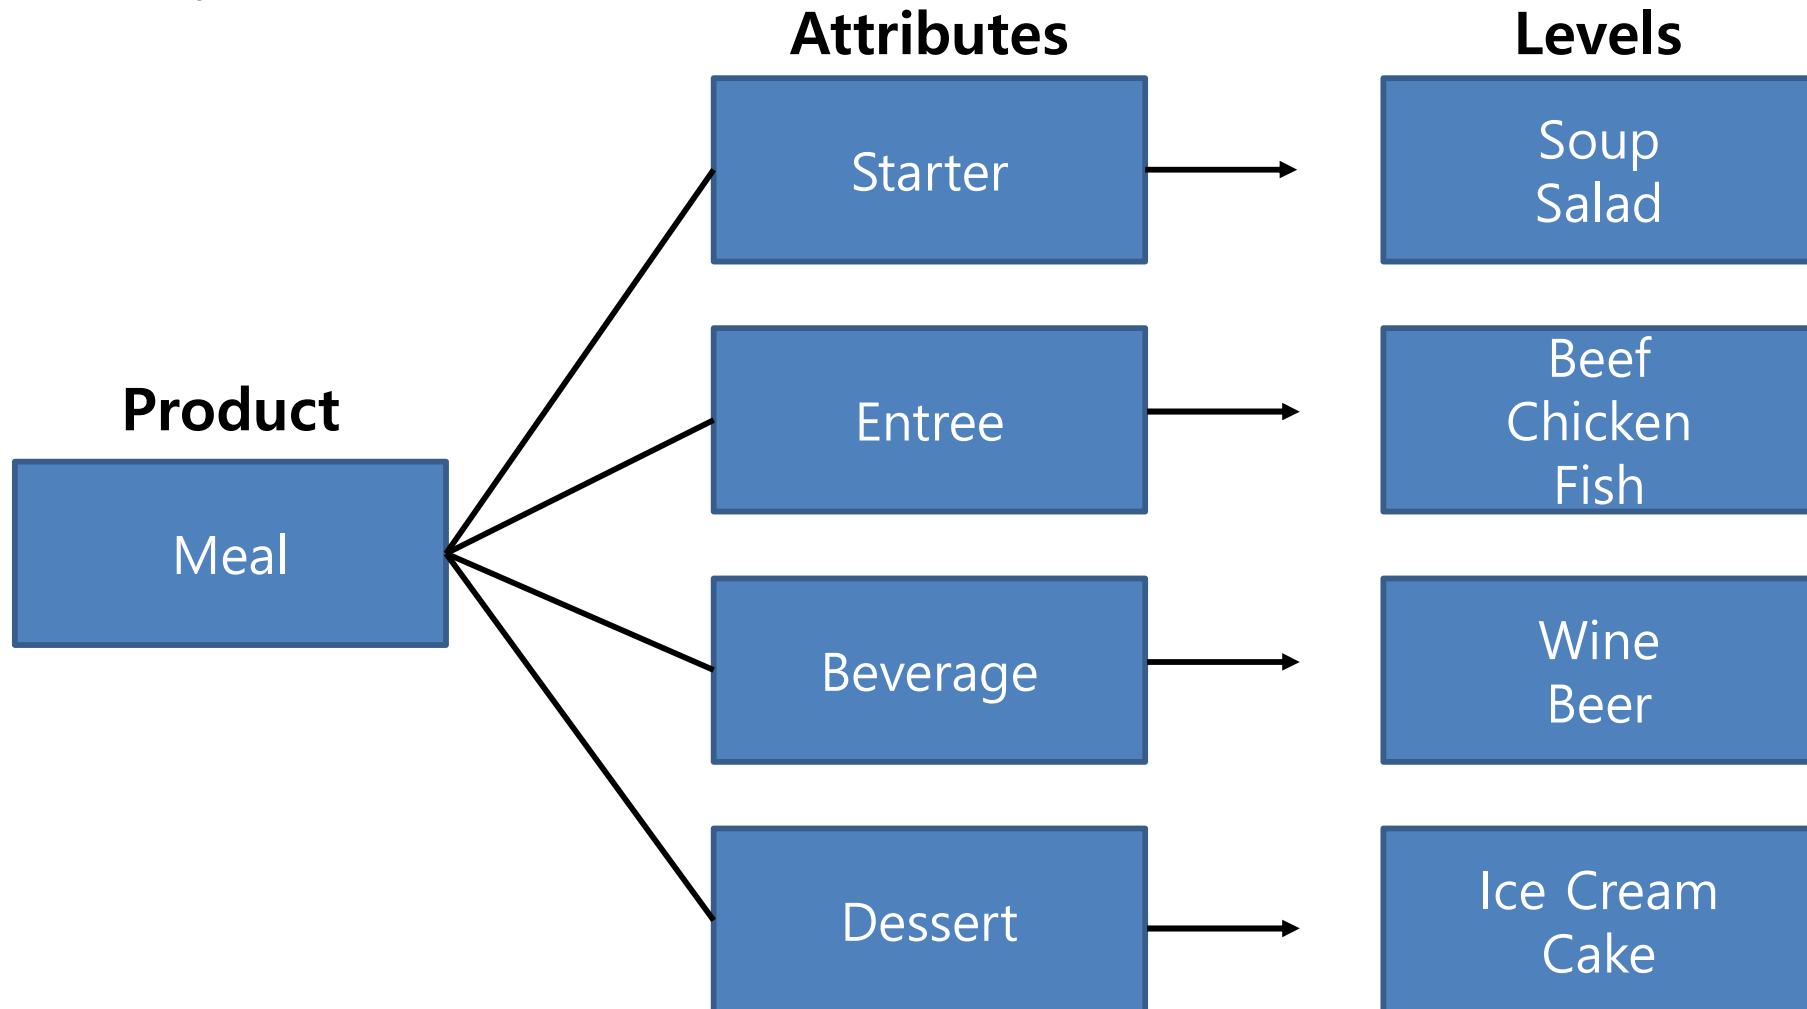 Attributes
Levels
Product
Meal
Starter
Soup
Salad
Entree
Beef
Chicken
Fish
Beverage
Wine
Beer
Dessert
Ice Cream
Cake